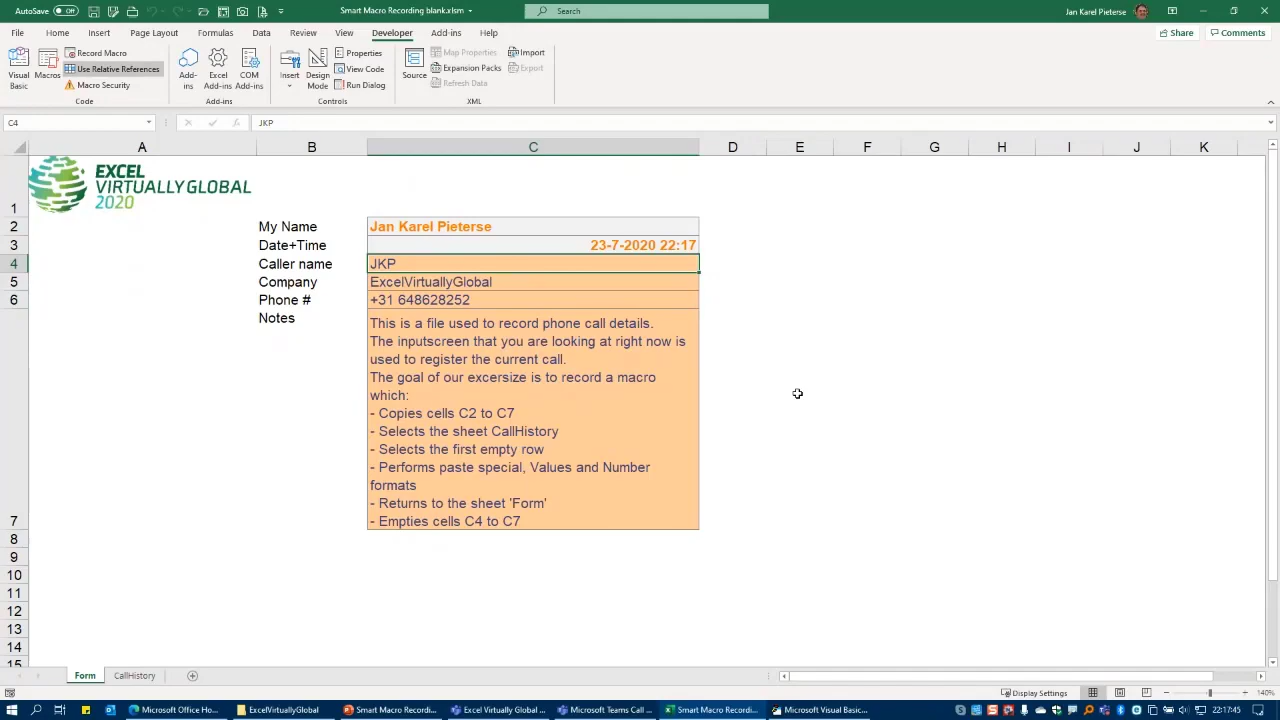 AutoSave Off
Smart Macro Recording blank.xlsm
Search
Jan Karel Pieterse
File Home Insert Page Layout Formulas Data Review View Developer Add-ins Help
Share Comments
Visual Basic
Macros
Record Macro
Use Relative References
Macro Security
Code
Add-ins
Excel Add-ins
COM Add-ins
Add-ins
Insert
Design Mode
Properties
View Code
Run Dialog
Controls
Source
Map Properties
Expansion Packs
Refresh Data
Import
Export
XML
C4
fx
JKP
A B C D E F G H I J K
EXCEL
VIRTUALLYGLOBAL
2020
1
2 My Name Jan Karel Pieterse
3 Date+Time 23-7-2020 22:17
4 Caller name JKP
5 Company ExcelVirtuallyGlobal
6 Phone # +31 648628252
Notes
This is a file used to record phone call details.
The inputscreen that you are looking at right now is
used to register the current call.
The goal of our excersize is to record a macro
which:
- Copies cells C2 to C7
- Selects the sheet CallHistory
- Selects the first empty row
- Performs paste special, Values and Number
formats
- Returns to the sheet 'Form'
7 - Empties cells C4 to C7
8
9
10
11
12
13
14
15
Form CallHistory
Display Settings
140%
Microsoft Office Ho...
ExcelVirtuallyGlobal
Smart Macro Recordi...
Excel Virtually Global ...
Microsoft Teams Call ...
Smart Macro Recordi...
Microsoft Visual Basic...
22:17:45